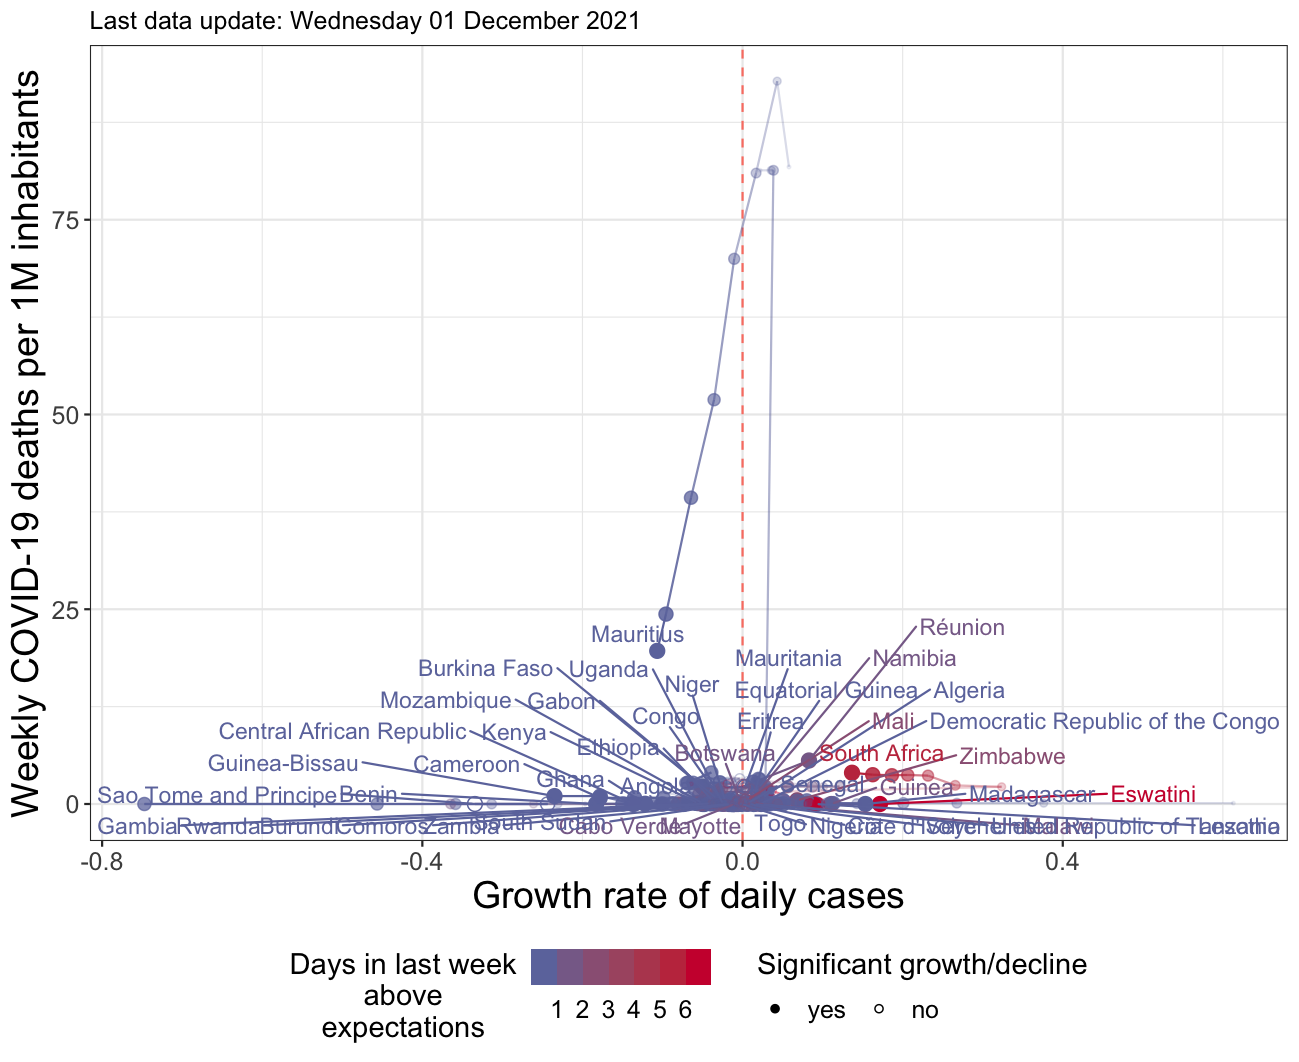 Last data update: Wednesday 01 December 2021
Weekly COVID-19 deaths per 1M inhabitants
75
50
25
0
Réunion
Mauritius
Mauritania
Namibia
Burkina Faso
Uganda
Niger
Equatorial Guinea
Algeria
Mozambique
Gabon
Congo
Eritrea
Mali
Democratic Republic of the Congo
Central African Republic
Kenya
Ethiopia
Botswana
South Africa
Zimbabwe
Guinea-Bissau
Cameroon
Ghana
Senegal
Guinea
Sao Tome and Principe
Benin
Madagascar
Eswatini
Gambia
Rwanda
Burundi
Comoros
Zambia
South Sudan
Cabo Verde
Mayotte
Togo
Nigeria
-0.8
-0.4
0.0
0.4
Growth rate of daily cases
Days in last week
above
expectations
1 2 3 4 5 6
Significant growth/decline
yes
no